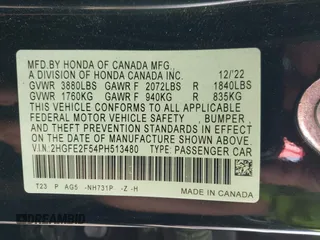 MFD.BY HONDA OF CANADA MFG.,
A DIVISION OF HONDA CANADA INC. 12/'22
GVWR 3880LBS GAWR F 2072LBS R 1840LBS
GVWR 1760KG GAWR F 940KG R 835KG
THIS VEHICLE CONFORMS TO ALL APPLICABLE
FEDERAL MOTOR VEHICLE SAFETY , BUMPER ,
AND THEFT PREVENTION STANDARDS IN EFFECT
ON THE DATE OF MANUFACTURE SHOWN ABOVE.
V.I.N: 2HGFE2F54PH513480 TYPE: PASSENGER CAR
T23 P AG5 -NH731P -Z -H
MADE IN CANADA
© DREAMBID